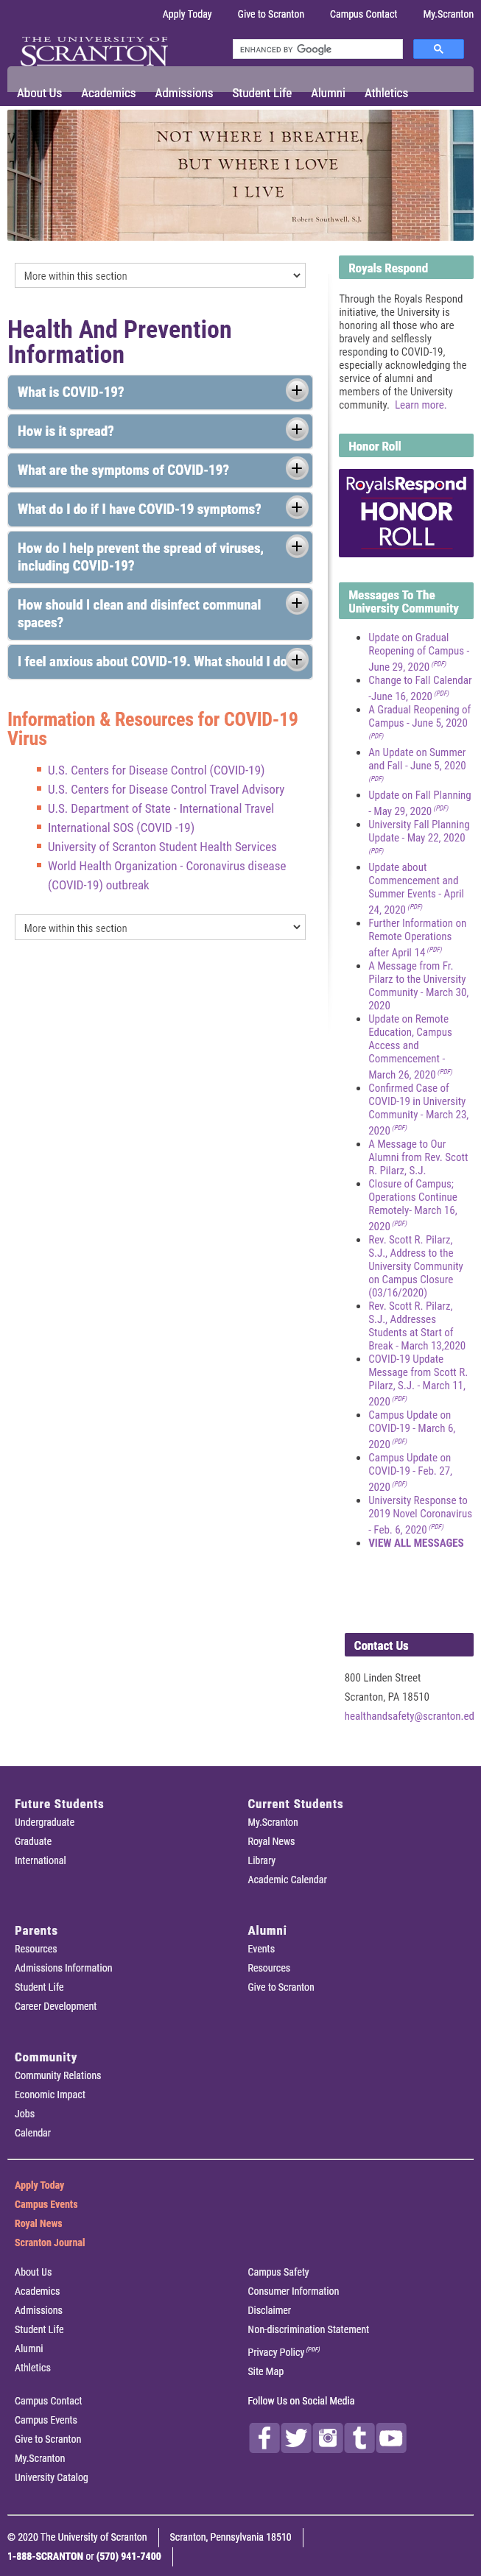 Apply Today
Give to Scranton
Campus Contact
My.Scranton
THE UNIVERSITY OF
SCRANTON
ENHANCED BY Google
About Us
Academics
Admissions
Student Life
Alumni
Athletics
NOT WHERE I BREATHE,
BUT WHERE I LOVE
I LIVE
Robert Southwell, S.J.
More within this section
Health And Prevention
Information
What is COVID-19?
How is it spread?
What are the symptoms of COVID-19?
What do I do if I have COVID-19 symptoms?
How do I help prevent the spread of viruses,
including COVID-19?
How should I clean and disinfect communal
spaces?
I feel anxious about COVID-19. What should I do
Information & Resources for COVID-19
Virus
U.S. Centers for Disease Control (COVID-19)
U.S. Centers for Disease Control Travel Advisory
U.S. Department of State - International Travel
International SOS (COVID -19)
University of Scranton Student Health Services
World Health Organization - Coronavirus disease
(COVID-19) outbreak
More within this section
Royals Respond
Through the Royals Respond
initiative, the University is
honoring all those who are
bravely and selflessly
responding to COVID-19,
especially acknowledging the
service of alumni and
members of the University
community.  Learn more.
Honor Roll
RoyalsRespond
HONOR
ROLL
Messages To The
University Community
Update on Gradual
Reopening of Campus -
June 29, 2020 (PDF)
Change to Fall Calendar
-June 16, 2020 (PDF)
A Gradual Reopening of
Campus - June 5, 2020
(PDF)
An Update on Summer
and Fall - June 5, 2020
(PDF)
Update on Fall Planning
- May 29, 2020 (PDF)
University Fall Planning
Update - May 22, 2020
(PDF)
Update about
Commencement and
Summer Events - April
24, 2020 (PDF)
Further Information on
Remote Operations
after April 14 (PDF)
A Message from Fr.
Pilarz to the University
Community - March 30,
2020
Update on Remote
Education, Campus
Access and
Commencement -
March 26, 2020 (PDF)
Confirmed Case of
COVID-19 in University
Community - March 23,
2020 (PDF)
A Message to Our
Alumni from Rev. Scott
R. Pilarz, S.J.
Closure of Campus;
Operations Continue
Remotely- March 16,
2020 (PDF)
Rev. Scott R. Pilarz,
S.J., Address to the
University Community
on Campus Closure
(03/16/2020)
Rev. Scott R. Pilarz,
S.J., Addresses
Students at Start of
Break - March 13,2020
COVID-19 Update
Message from Scott R.
Pilarz, S.J. - March 11,
2020 (PDF)
Campus Update on
COVID-19 - March 6,
2020 (PDF)
Campus Update on
COVID-19 - Feb. 27,
2020 (PDF)
University Response to
2019 Novel Coronavirus
- Feb. 6, 2020 (PDF)
VIEW ALL MESSAGES
Contact Us
800 Linden Street
Scranton, PA 18510
healthandsafety@scranton.ed
Future Students
Undergraduate
Graduate
International
Current Students
My.Scranton
Royal News
Library
Academic Calendar
Parents
Resources
Admissions Information
Student Life
Career Development
Alumni
Events
Resources
Give to Scranton
Community
Community Relations
Economic Impact
Jobs
Calendar
Apply Today
Campus Events
Royal News
Scranton Journal
About Us
Academics
Admissions
Student Life
Alumni
Athletics
Campus Safety
Consumer Information
Disclaimer
Non-discrimination Statement
Privacy Policy (PDF)
Site Map
Campus Contact
Campus Events
Give to Scranton
My.Scranton
University Catalog
Follow Us on Social Media
© 2020 The University of Scranton
Scranton, Pennsylvania 18510
1-888-SCRANTON or (570) 941-7400